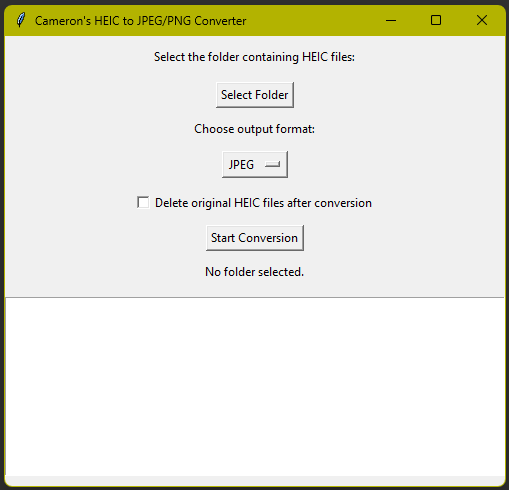 Cameron's HEIC to JPEG/PNG Converter
Select the folder containing HEIC files:
Select Folder
Choose output format:
JPEG
Delete original HEIC files after conversion
Start Conversion
No folder selected.